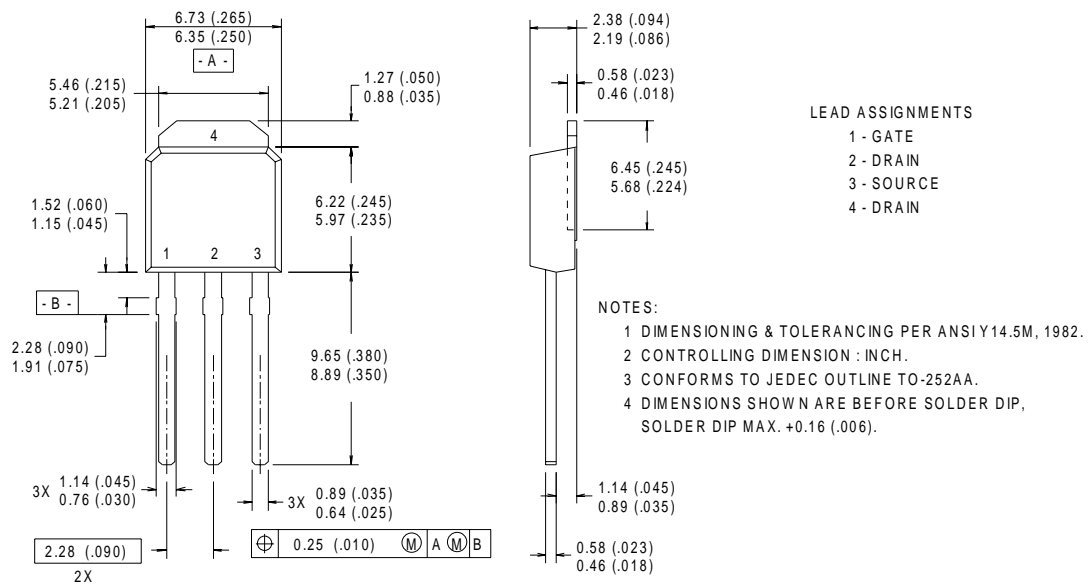 6.73 (.265)
6.35 (.250)
- A -
5.46 (.215)
5.21 (.205)
1.27 (.050)
0.88 (.035)
4
1.52 (.060)
1.15 (.045)
6.22 (.245)
5.97 (.235)
1 2 3
- B -
2.28 (.090)
1.91 (.075)
9.65 (.380)
8.89 (.350)
3X 1.14 (.045)
0.76 (.030)
3X 0.89 (.035)
0.64 (.025)
2.28 (.090)
2X
⌖ 0.25 (.010) Ⓜ A Ⓜ B
2.38 (.094)
2.19 (.086)
0.58 (.023)
0.46 (.018)
6.45 (.245)
5.68 (.224)
1.14 (.045)
0.89 (.035)
0.58 (.023)
0.46 (.018)
LEAD ASSIGNMENTS
1 - GATE
2 - DRAIN
3 - SOURCE
4 - DRAIN
NOTES:
1 DIMENSIONING & TOLERANCING PER ANSI Y14.5M, 1982.
2 CONTROLLING DIMENSION : INCH.
3 CONFORMS TO JEDEC OUTLINE TO-252AA.
4 DIMENSIONS SHOWN ARE BEFORE SOLDER DIP,
SOLDER DIP MAX. +0.16 (.006).